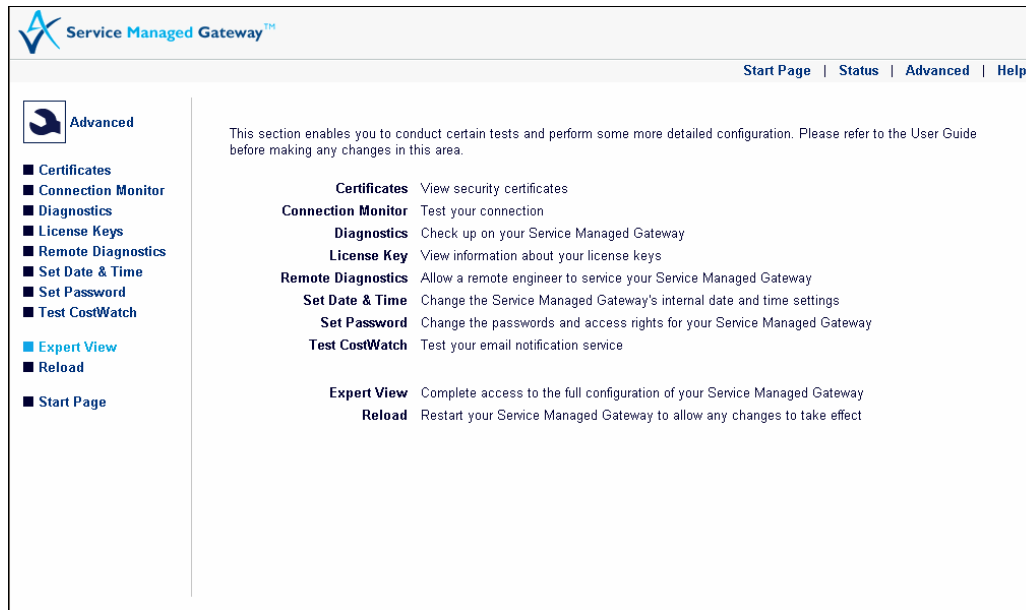 Service Managed Gateway™
Start Page | Status | Advanced | Help
Advanced
Certificates
Connection Monitor
Diagnostics
License Keys
Remote Diagnostics
Set Date & Time
Set Password
Test CostWatch
Expert View
Reload
Start Page
This section enables you to conduct certain tests and perform some more detailed configuration. Please refer to the User Guide
before making any changes in this area.
Certificates View security certificates
Connection Monitor Test your connection
Diagnostics Check up on your Service Managed Gateway
License Key View information about your license keys
Remote Diagnostics Allow a remote engineer to service your Service Managed Gateway
Set Date & Time Change the Service Managed Gateway's internal date and time settings
Set Password Change the passwords and access rights for your Service Managed Gateway
Test CostWatch Test your email notification service
Expert View Complete access to the full configuration of your Service Managed Gateway
Reload Restart your Service Managed Gateway to allow any changes to take effect